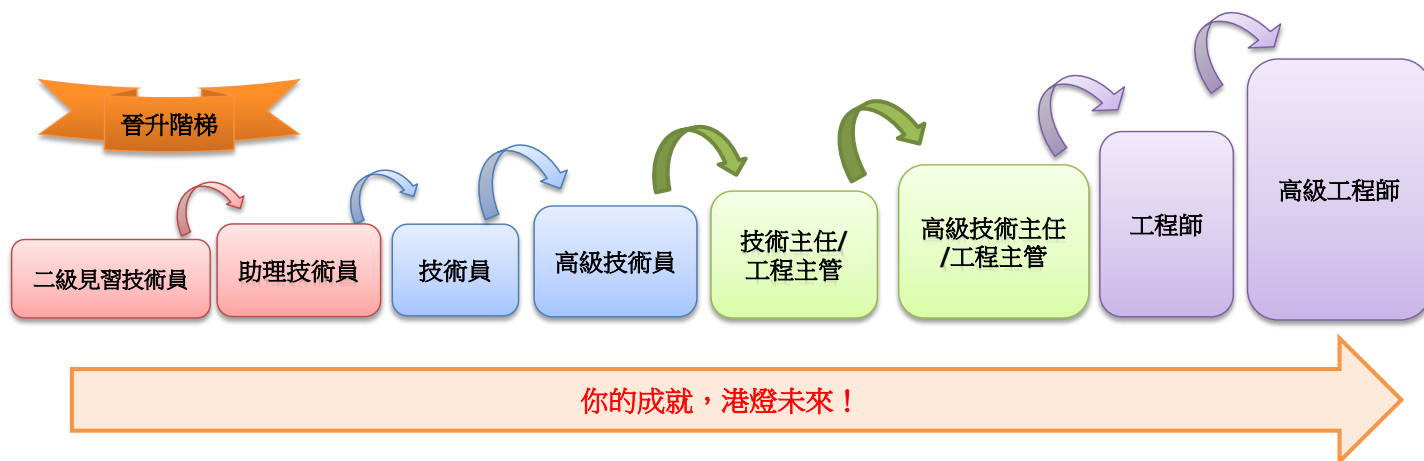 晉升階梯
二級見習技術員
助理技術員
技術員
高級技術員
技術主任/
工程主管
高級技術主任
/工程主管
工程師
高級工程師
你的成就，港燈未來！